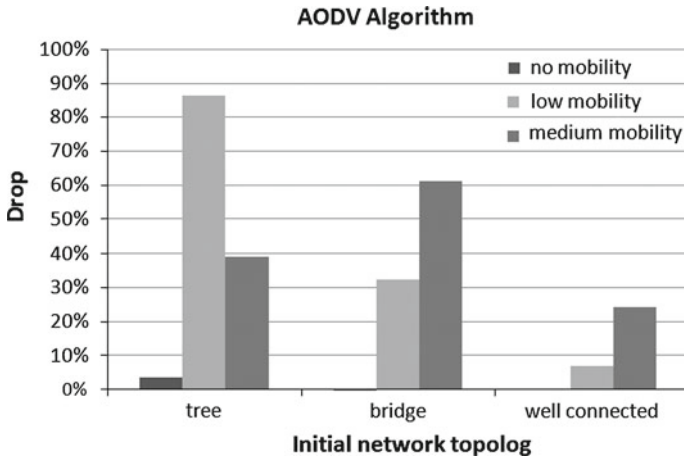 AODV Algorithm
100%
90%
80%
70%
60%
50%
40%
30%
20%
10%
0%
Drop
no mobility
low mobility
medium mobility
tree
bridge
well connected
Initial network topolog